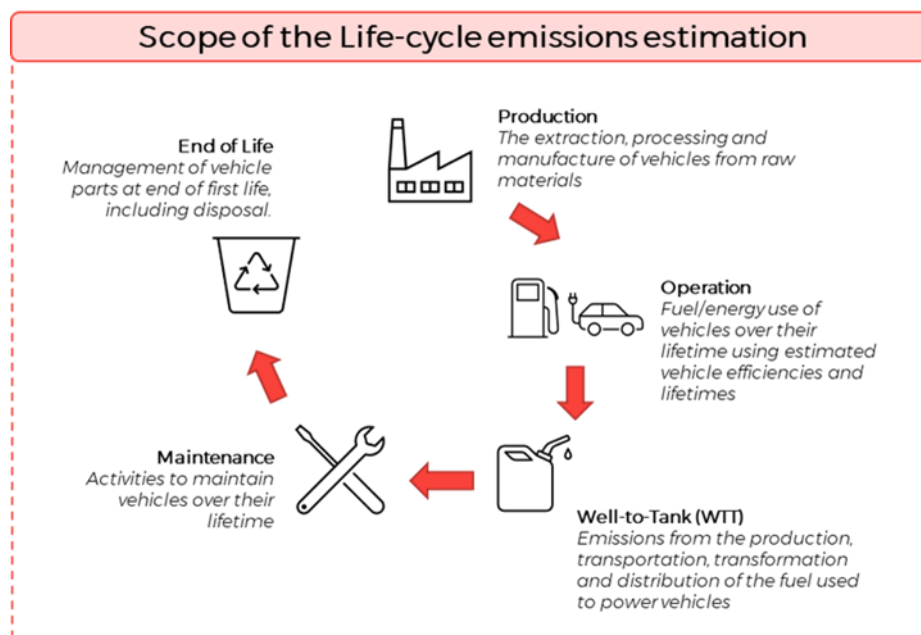 Scope of the Life-cycle emissions estimation
Production
The extraction, processing and
manufacture of vehicles from raw
materials
Operation
Fuel/energy use of
vehicles over their
lifetime using estimated
vehicle efficiencies and
lifetimes
Well-to-Tank (WTT)
Emissions from the production,
transportation, transformation
and distribution of the fuel used
to power vehicles
Maintenance
Activities to maintain
vehicles over their
lifetime
End of Life
Management of vehicle
parts at end of first life,
including disposal.